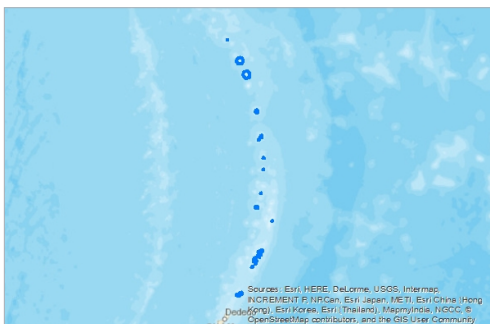 Sources: Esri, HERE, DeLorme, USGS, Intermap,
INCREMENT P, NRCan, Esri Japan, METI, Esri China (Hong
Kong), Esri Korea, Esri (Thailand), MapmyIndia, NGCC, ©
OpenStreetMap contributors, and the GIS User Community